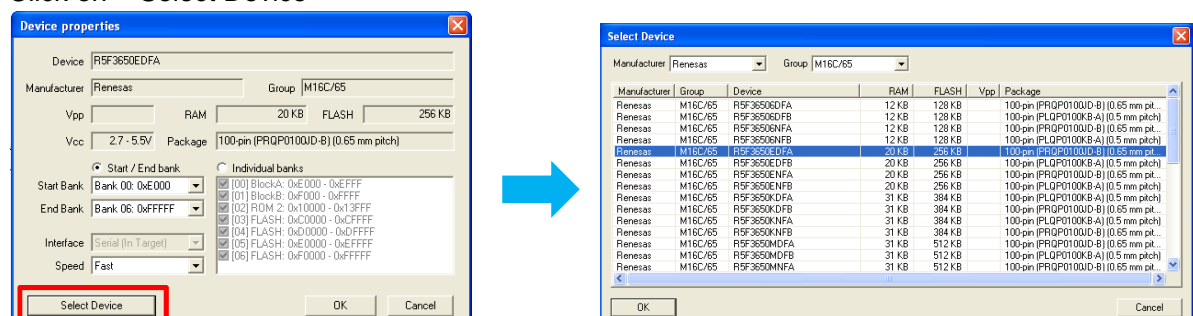 Click on "Select Device"
Device properties
Device R5F3650EDFA
Manufacturer Renesas Group M16C/65
Vpp RAM 20 KB FLASH 256 KB
Vcc 2.7 - 5.5V Package 100-pin (PRQP0100JD-B) (0.65 mm pitch)
Start / End bank Individual banks
Start Bank Bank 00: 0xE000
End Bank Bank 06: 0xFFFFF
[00] BlockA: 0xE000 - 0xEFFF
[01] BlockB: 0xF000 - 0xFFFF
[02] ROM 2: 0x10000 - 0x13FFF
[03] FLASH: 0xC0000 - 0xCFFFF
[04] FLASH: 0xD0000 - 0xDFFFF
[05] FLASH: 0xE0000 - 0xEFFFF
[06] FLASH: 0xF0000 - 0xFFFFF
Interface Serial (In Target)
Speed Fast
Select Device OK Cancel
Select Device
Manufacturer Renesas Group M16C/65
Manufacturer Group Device RAM FLASH Vpp Package
Renesas M16C/65 R5F36506DFA 12 KB 128 KB 100-pin (PRQP0100JD-B) (0.65 mm pit...
Renesas M16C/65 R5F36506DFB 12 KB 128 KB 100-pin (PLQP0100KB-A) (0.5 mm pitch)
Renesas M16C/65 R5F36506NFA 12 KB 128 KB 100-pin (PRQP0100JD-B) (0.65 mm pit...
Renesas M16C/65 R5F36506NFB 12 KB 128 KB 100-pin (PLQP0100KB-A) (0.5 mm pitch)
Renesas M16C/65 R5F3650EDFA 20 KB 256 KB 100-pin (PRQP0100JD-B) (0.65 mm pit...
Renesas M16C/65 R5F3650EDFB 20 KB 256 KB 100-pin (PLQP0100KB-A) (0.5 mm pitch)
Renesas M16C/65 R5F3650ENFA 20 KB 256 KB 100-pin (PRQP0100JD-B) (0.65 mm pit...
Renesas M16C/65 R5F3650ENFB 20 KB 256 KB 100-pin (PLQP0100KB-A) (0.5 mm pitch)
Renesas M16C/65 R5F3650KDFA 31 KB 384 KB 100-pin (PLQP0100KB-A) (0.5 mm pitch)
Renesas M16C/65 R5F3650KDFB 31 KB 384 KB 100-pin (PRQP0100JD-B) (0.65 mm pit...
Renesas M16C/65 R5F3650KNFA 31 KB 384 KB 100-pin (PLQP0100KB-A) (0.5 mm pitch)
Renesas M16C/65 R5F3650KNFB 31 KB 384 KB 100-pin (PRQP0100JD-B) (0.65 mm pit...
Renesas M16C/65 R5F3650MDFA 31 KB 512 KB 100-pin (PLQP0100KB-A) (0.5 mm pitch)
Renesas M16C/65 R5F3650MDFB 31 KB 512 KB 100-pin (PRQP0100JD-B) (0.65 mm pit...
Renesas M16C/65 R5F3650MNFA 31 KB 512 KB 100-pin (PRQP0100JD-B) (0.65 mm pit...
OK Cancel